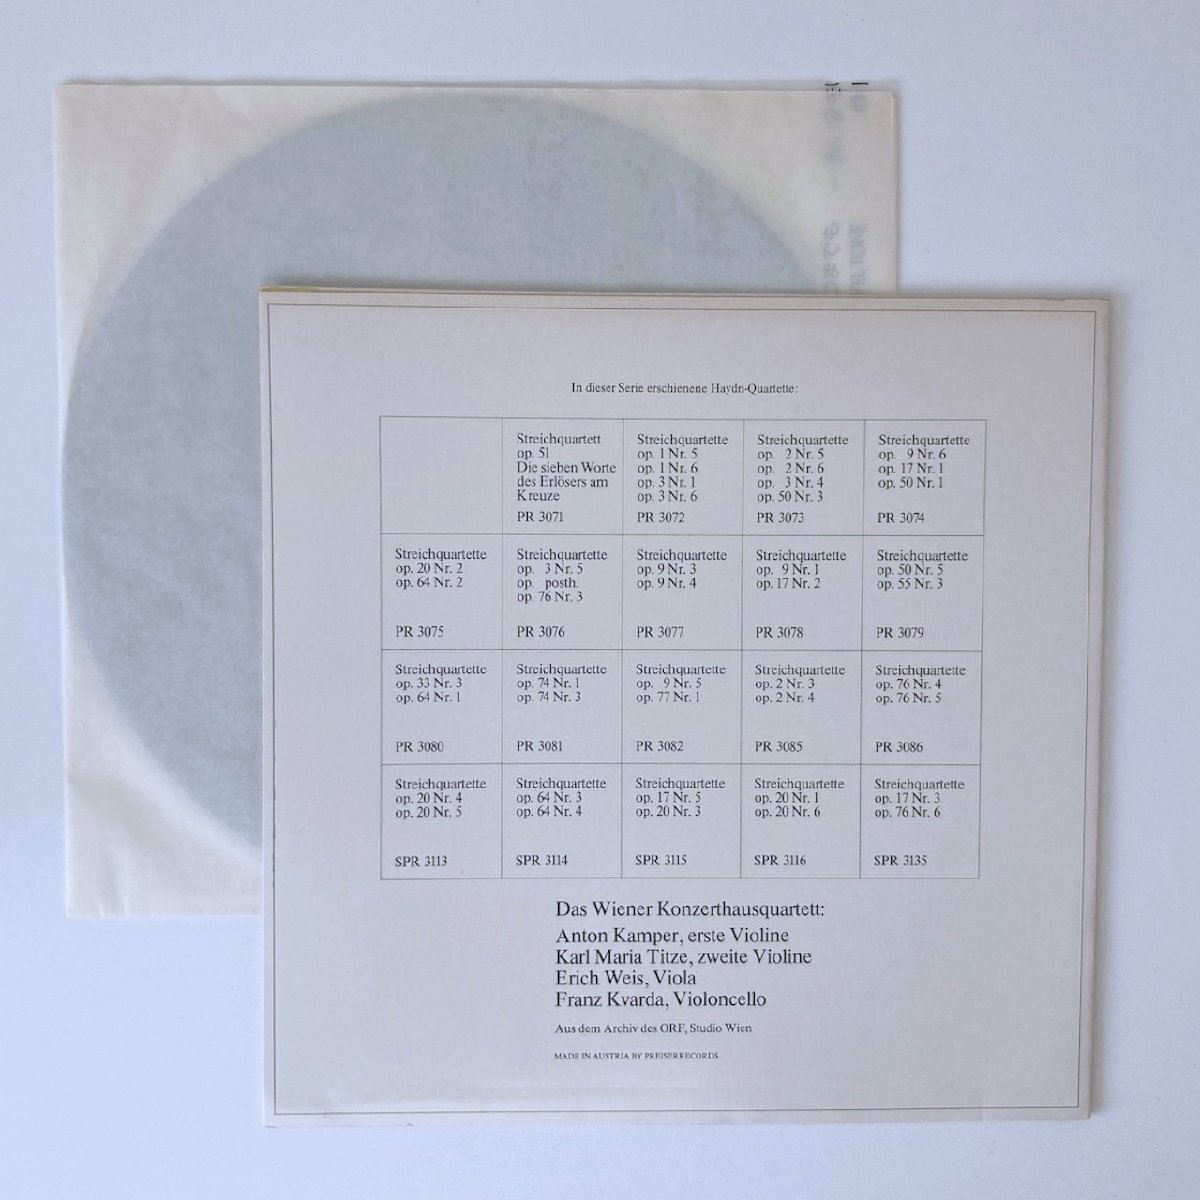 In dieser Serie erschienene Haydn-Quartette:
Streichquartett
op. 51
Die sieben Worte
des Erlösers am
Kreuze
PR 3071
Streichquartette
op. 1 Nr. 5
op. 1 Nr. 6
op. 3 Nr. 1
op. 3 Nr. 6
PR 3072
Streichquartette
op. 2 Nr. 5
op. 2 Nr. 6
op. 3 Nr. 4
op. 50 Nr. 3
PR 3073
Streichquartette
op. 9 Nr. 6
op. 17 Nr. 1
op. 50 Nr. 1
PR 3074
Streichquartette
op. 20 Nr. 2
op. 64 Nr. 2
PR 3075
Streichquartette
op. 3 Nr. 5
op. posth.
op. 76 Nr. 3
PR 3076
Streichquartette
op. 9 Nr. 3
op. 9 Nr. 4
PR 3077
Streichquartette
op. 9 Nr. 1
op. 17 Nr. 2
PR 3078
Streichquartette
op. 50 Nr. 5
op. 55 Nr. 3
PR 3079
Streichquartette
op. 33 Nr. 3
op. 64 Nr. 1
PR 3080
Streichquartette
op. 74 Nr. 1
op. 74 Nr. 3
PR 3081
Streichquartette
op. 9 Nr. 5
op. 77 Nr. 1
PR 3082
Streichquartette
op. 2 Nr. 3
op. 2 Nr. 4
PR 3085
Streichquartette
op. 76 Nr. 4
op. 76 Nr. 5
PR 3086
Streichquartette
op. 20 Nr. 4
op. 20 Nr. 5
SPR 3113
Streichquartette
op. 64 Nr. 3
op. 64 Nr. 4
SPR 3114
Streichquartette
op. 17 Nr. 5
op. 20 Nr. 3
SPR 3115
Streichquartette
op. 20 Nr. 1
op. 20 Nr. 6
SPR 3116
Streichquartette
op. 17 Nr. 3
op. 76 Nr. 6
SPR 3135
Das Wiener Konzerthausquartett:
Anton Kamper, erste Violine
Karl Maria Titze, zweite Violine
Erich Weis, Viola
Franz Kvarda, Violoncello
Aus dem Archiv des ORF, Studio Wien
MADE IN AUSTRIA BY PREISERRECORDS